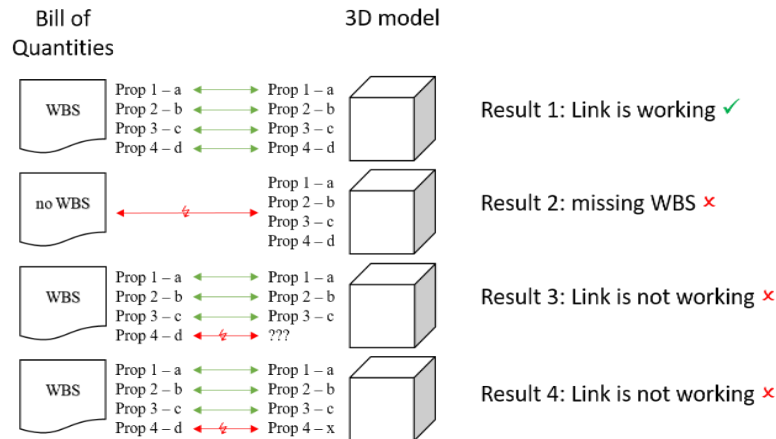 Bill of
Quantities
3D model
WBS
Prop 1 – a
Prop 2 – b
Prop 3 – c
Prop 4 – d
Prop 1 – a
Prop 2 – b
Prop 3 – c
Prop 4 – d
Result 1: Link is working ✓
no WBS
Prop 1 – a
Prop 2 – b
Prop 3 – c
Prop 4 – d
Result 2: missing WBS ×
WBS
Prop 1 – a
Prop 2 – b
Prop 3 – c
Prop 4 – d
Prop 1 – a
Prop 2 – b
Prop 3 – c
???
Result 3: Link is not working ×
WBS
Prop 1 – a
Prop 2 – b
Prop 3 – c
Prop 4 – d
Prop 1 – a
Prop 2 – b
Prop 3 – c
Prop 4 – x
Result 4: Link is not working ×